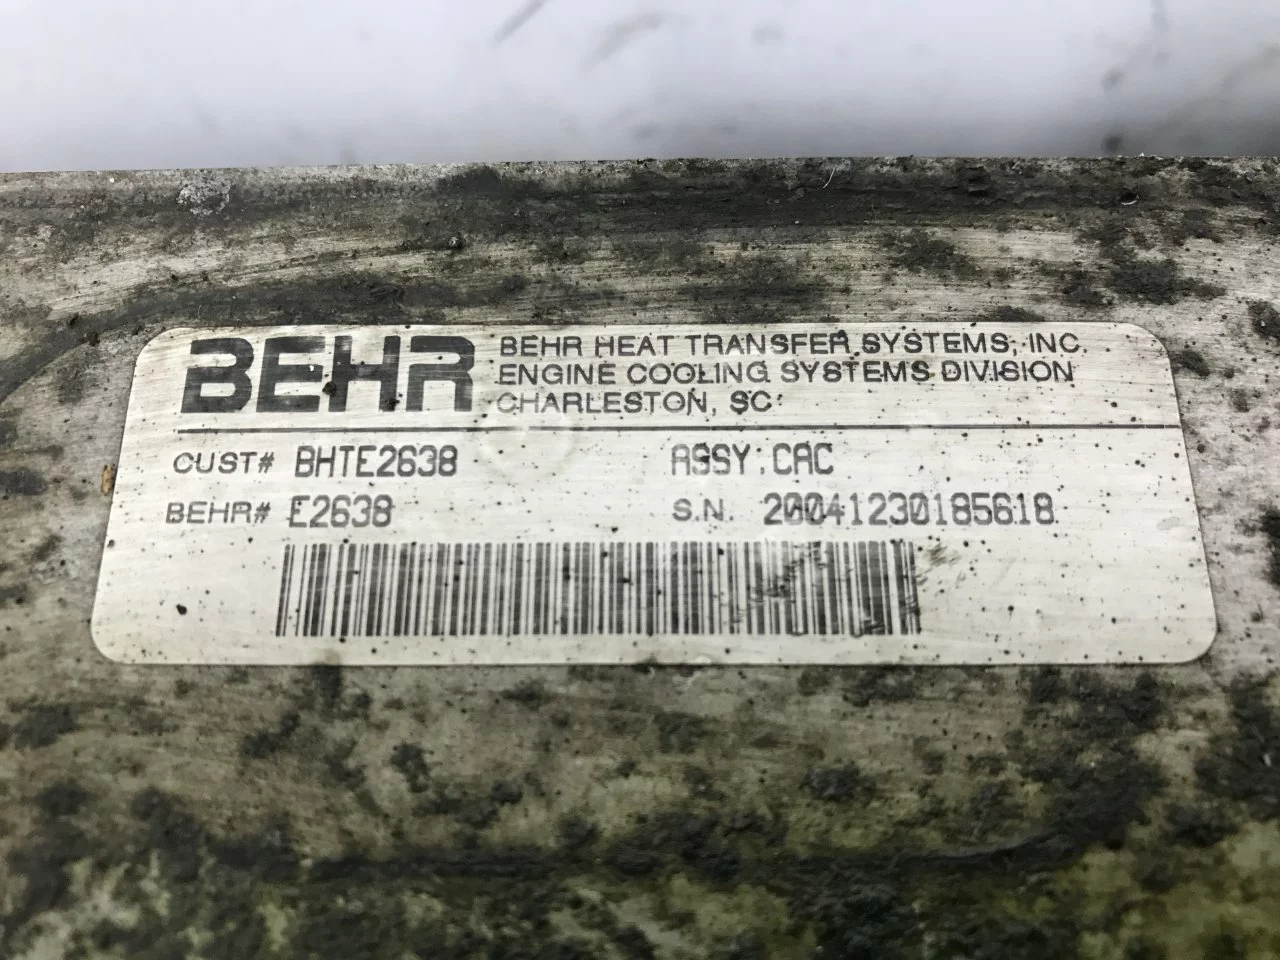 BEHR
BEHR HEAT TRANSFER SYSTEMS, INC.
ENGINE COOLING SYSTEMS DIVISION
CHARLESTON, SC
CUST# BHTE2638 ASSY:CAC
BEHR# E2638 S.N. 20041230185618